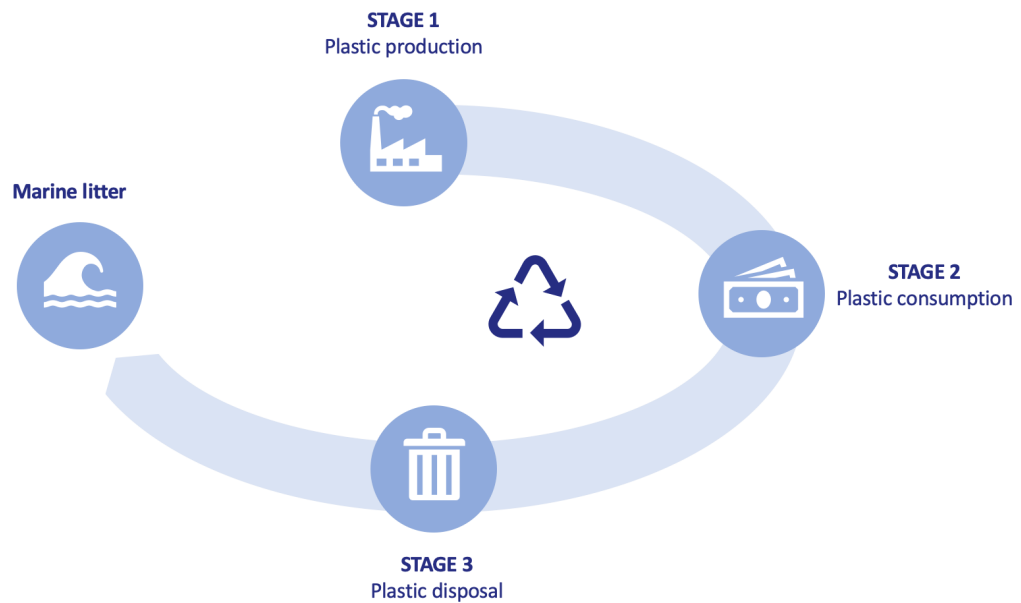 STAGE 1
Plastic production
Marine litter
STAGE 2
Plastic consumption
STAGE 3
Plastic disposal